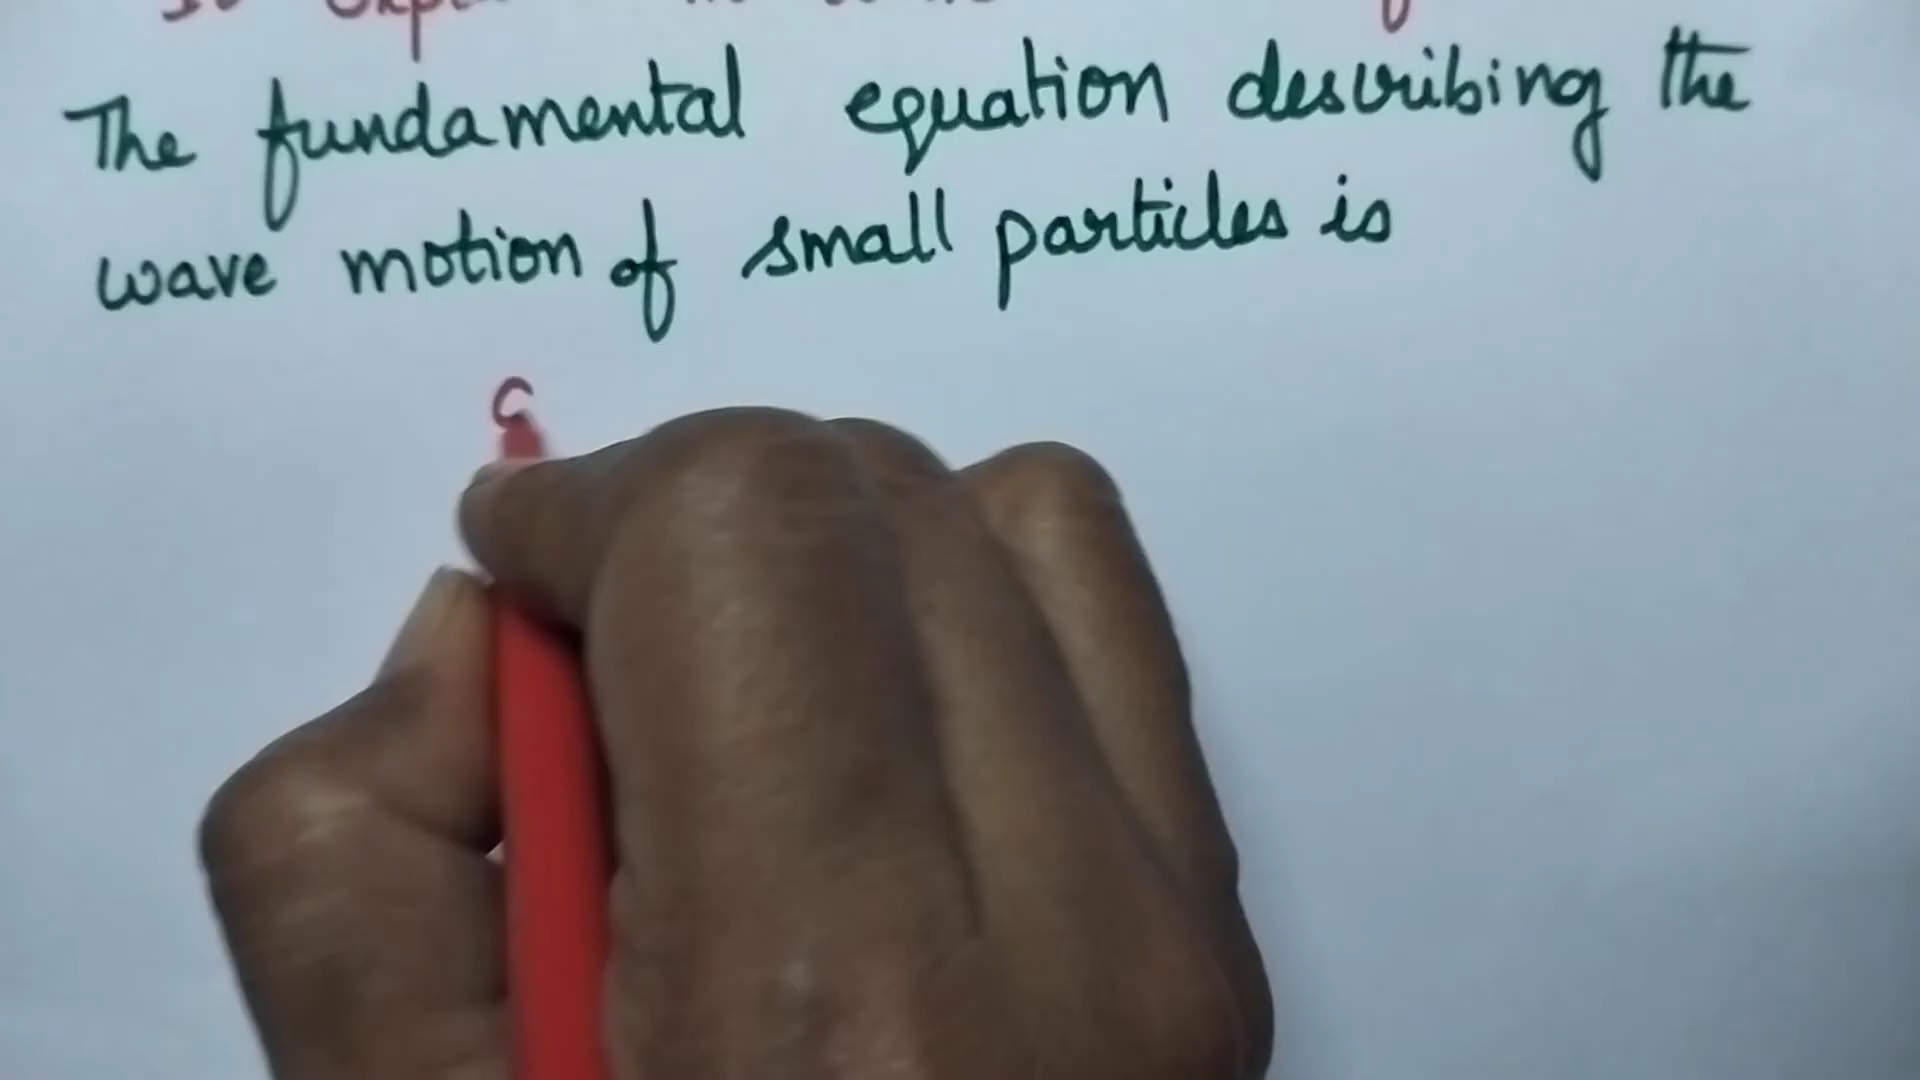 The fundamental equation describing the
wave motion of small particles is